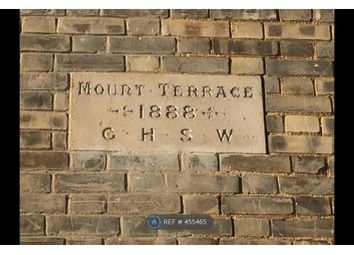 MOUNT TERRACE
1888
G H S W
REF # 455465